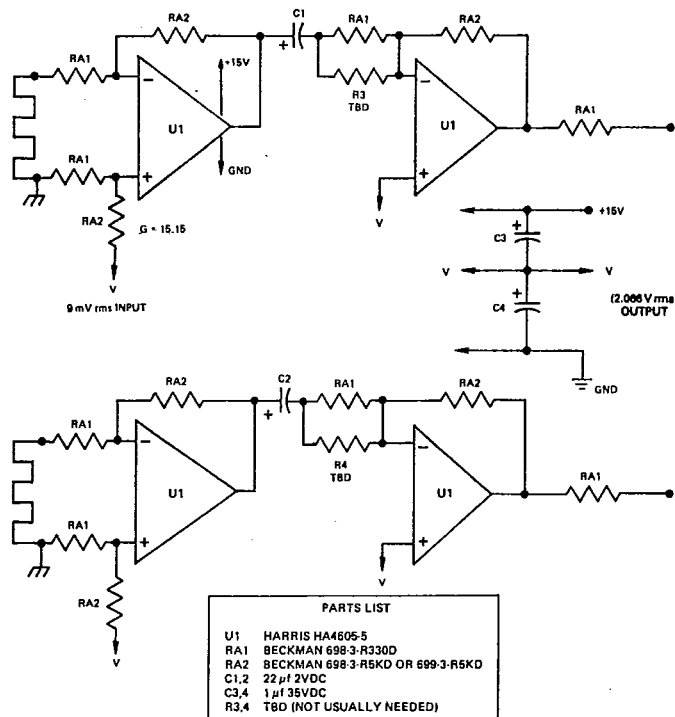 C1
RA2
RA1
RA2
RA1
+15V
R3
TBD
U1
U1
RA1
RA1
GND
RA2
G = 15.15
V
V
+15V
C3
V
V
9 mV rms INPUT
C4
(2.066 V rms
OUTPUT
GND
C2
RA2
RA1
RA2
RA1
R4
TBD
U1
U1
RA1
RA1
RA2
V
V
PARTS LIST
U1 HARRIS HA4605-5
RA1 BECKMAN 698-3-R330D
RA2 BECKMAN 698-3-R5KD OR 699-3-R5KD
C1,2 22 µf 2VDC
C3,4 1 µf 35VDC
R3,4 TBD (NOT USUALLY NEEDED)